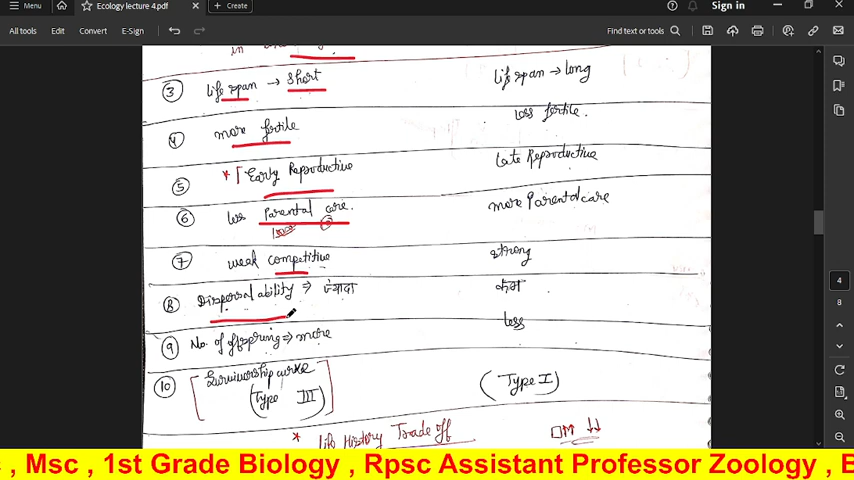 Menu
Ecology lecture 4.pdf
+ Create
Sign in
All tools
Edit
Convert
E-Sign
Find text or tools
in
③ life span → short
life span → long
④ more fertile
less fertile.
⑤ * Early Reproductive
Late Reproductive
⑥ less Parental care.
more Parental care
⑦ weak competitive
strong
⑧ Dispersal ability ⇒ ज्यादा
कम
⑨ No. of offspring ⇒ more
less
⑩ Survivorship curve
(Type III)
(Type I)
* life History Trade off
4
8
, Msc , 1st Grade Biology , Rpsc Assistant Professor Zoology ,